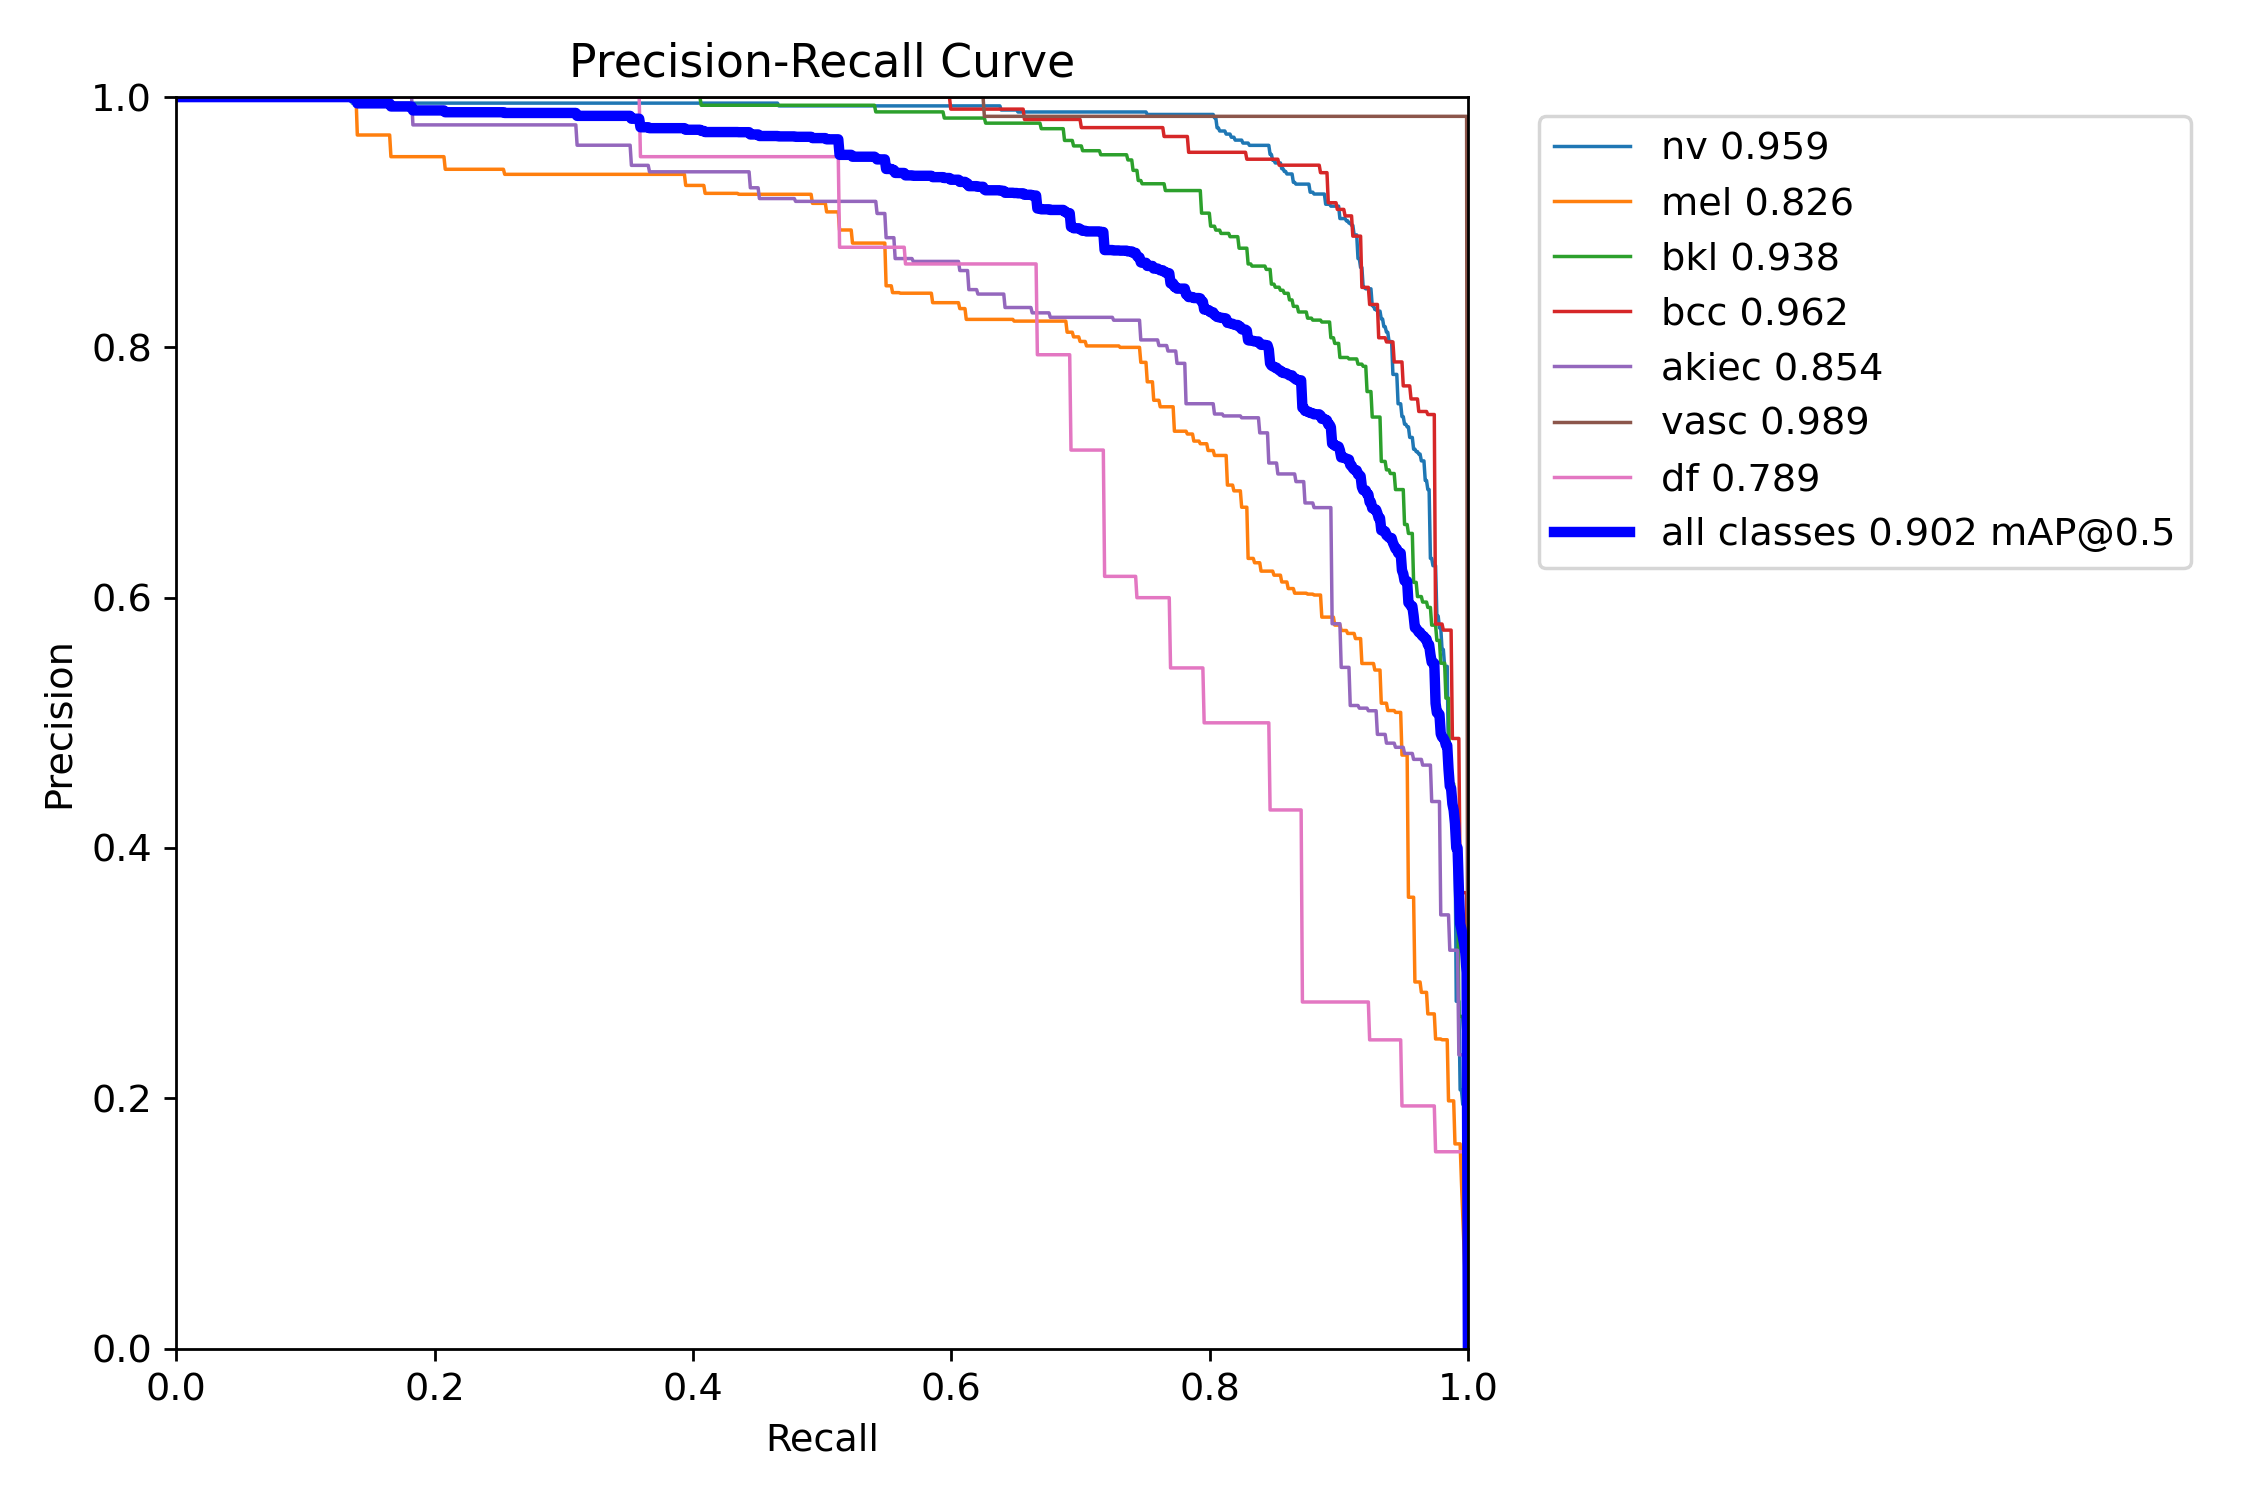 Precision-Recall Curve
1.0
0.8
0.6
0.4
0.2
0.0
Precision
0.0 0.2 0.4 0.6 0.8 1.0
Recall
nv 0.959
mel 0.826
bkl 0.938
bcc 0.962
akiec 0.854
vasc 0.989
df 0.789
all classes 0.902 mAP@0.5